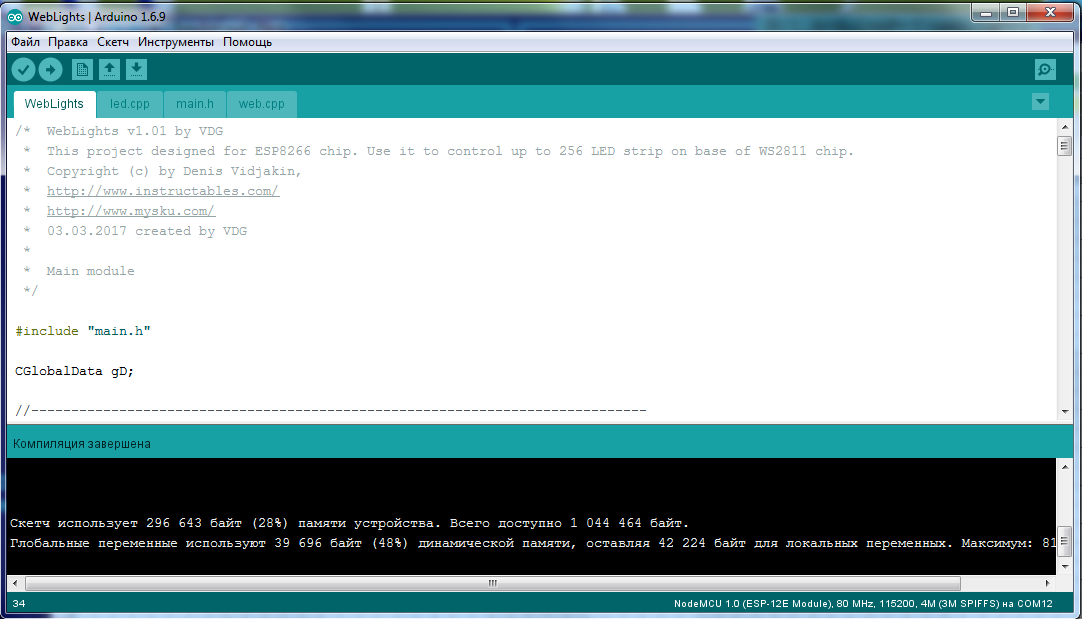 WebLights | Arduino 1.6.9
Файл Правка Скетч Инструменты Помощь
WebLights led.cpp main.h web.cpp
/*  WebLights v1.01 by VDG
 *  This project designed for ESP8266 chip. Use it to control up to 256 LED strip on base of WS2811 chip.
 *  Copyright (c) by Denis Vidjakin,
 *  http://www.instructables.com/
 *  http://www.mysku.com/
 *  03.03.2017 created by VDG
 *
 *  Main module
 */
#include "main.h"
CGlobalData gD;
//-----------------------------------------------------------------------------
Компиляция завершена
Скетч использует 296 643 байт (28%) памяти устройства. Всего доступно 1 044 464 байт.
Глобальные переменные используют 39 696 байт (48%) динамической памяти, оставляя 42 224 байт для локальных переменных. Максимум: 81
34
NodeMCU 1.0 (ESP-12E Module), 80 MHz, 115200, 4M (3M SPIFFS) на COM12